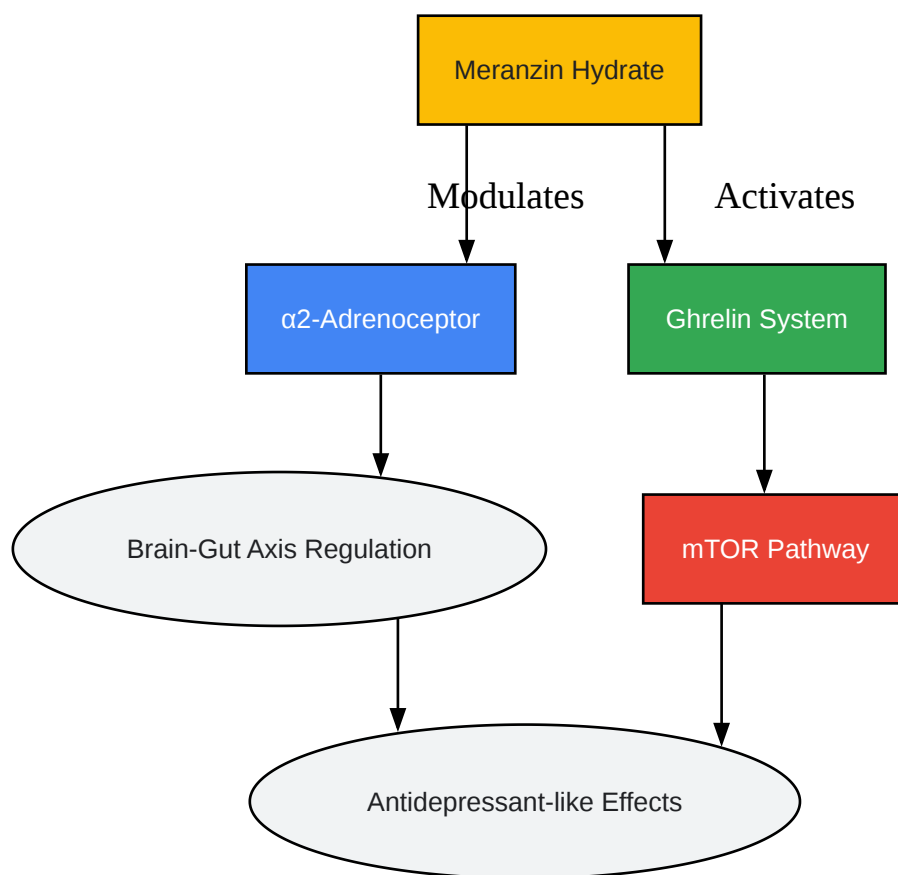 Meranzin Hydrate
Modulates
Activates
α2-Adrenoceptor
Ghrelin System
Brain-Gut Axis Regulation
mTOR Pathway
Antidepressant-like Effects